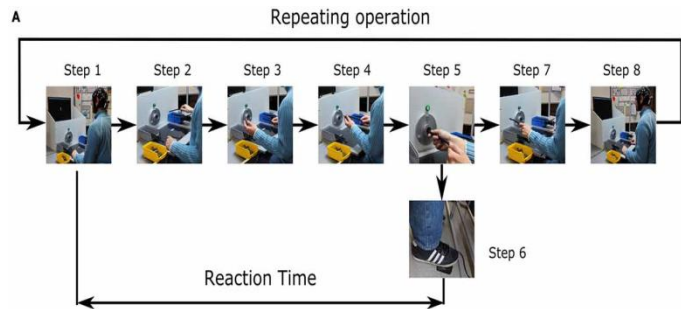 A
Repeating operation
Step 1
Step 2
Step 3
Step 4
Step 5
Step 7
Step 8
Step 6
Reaction Time